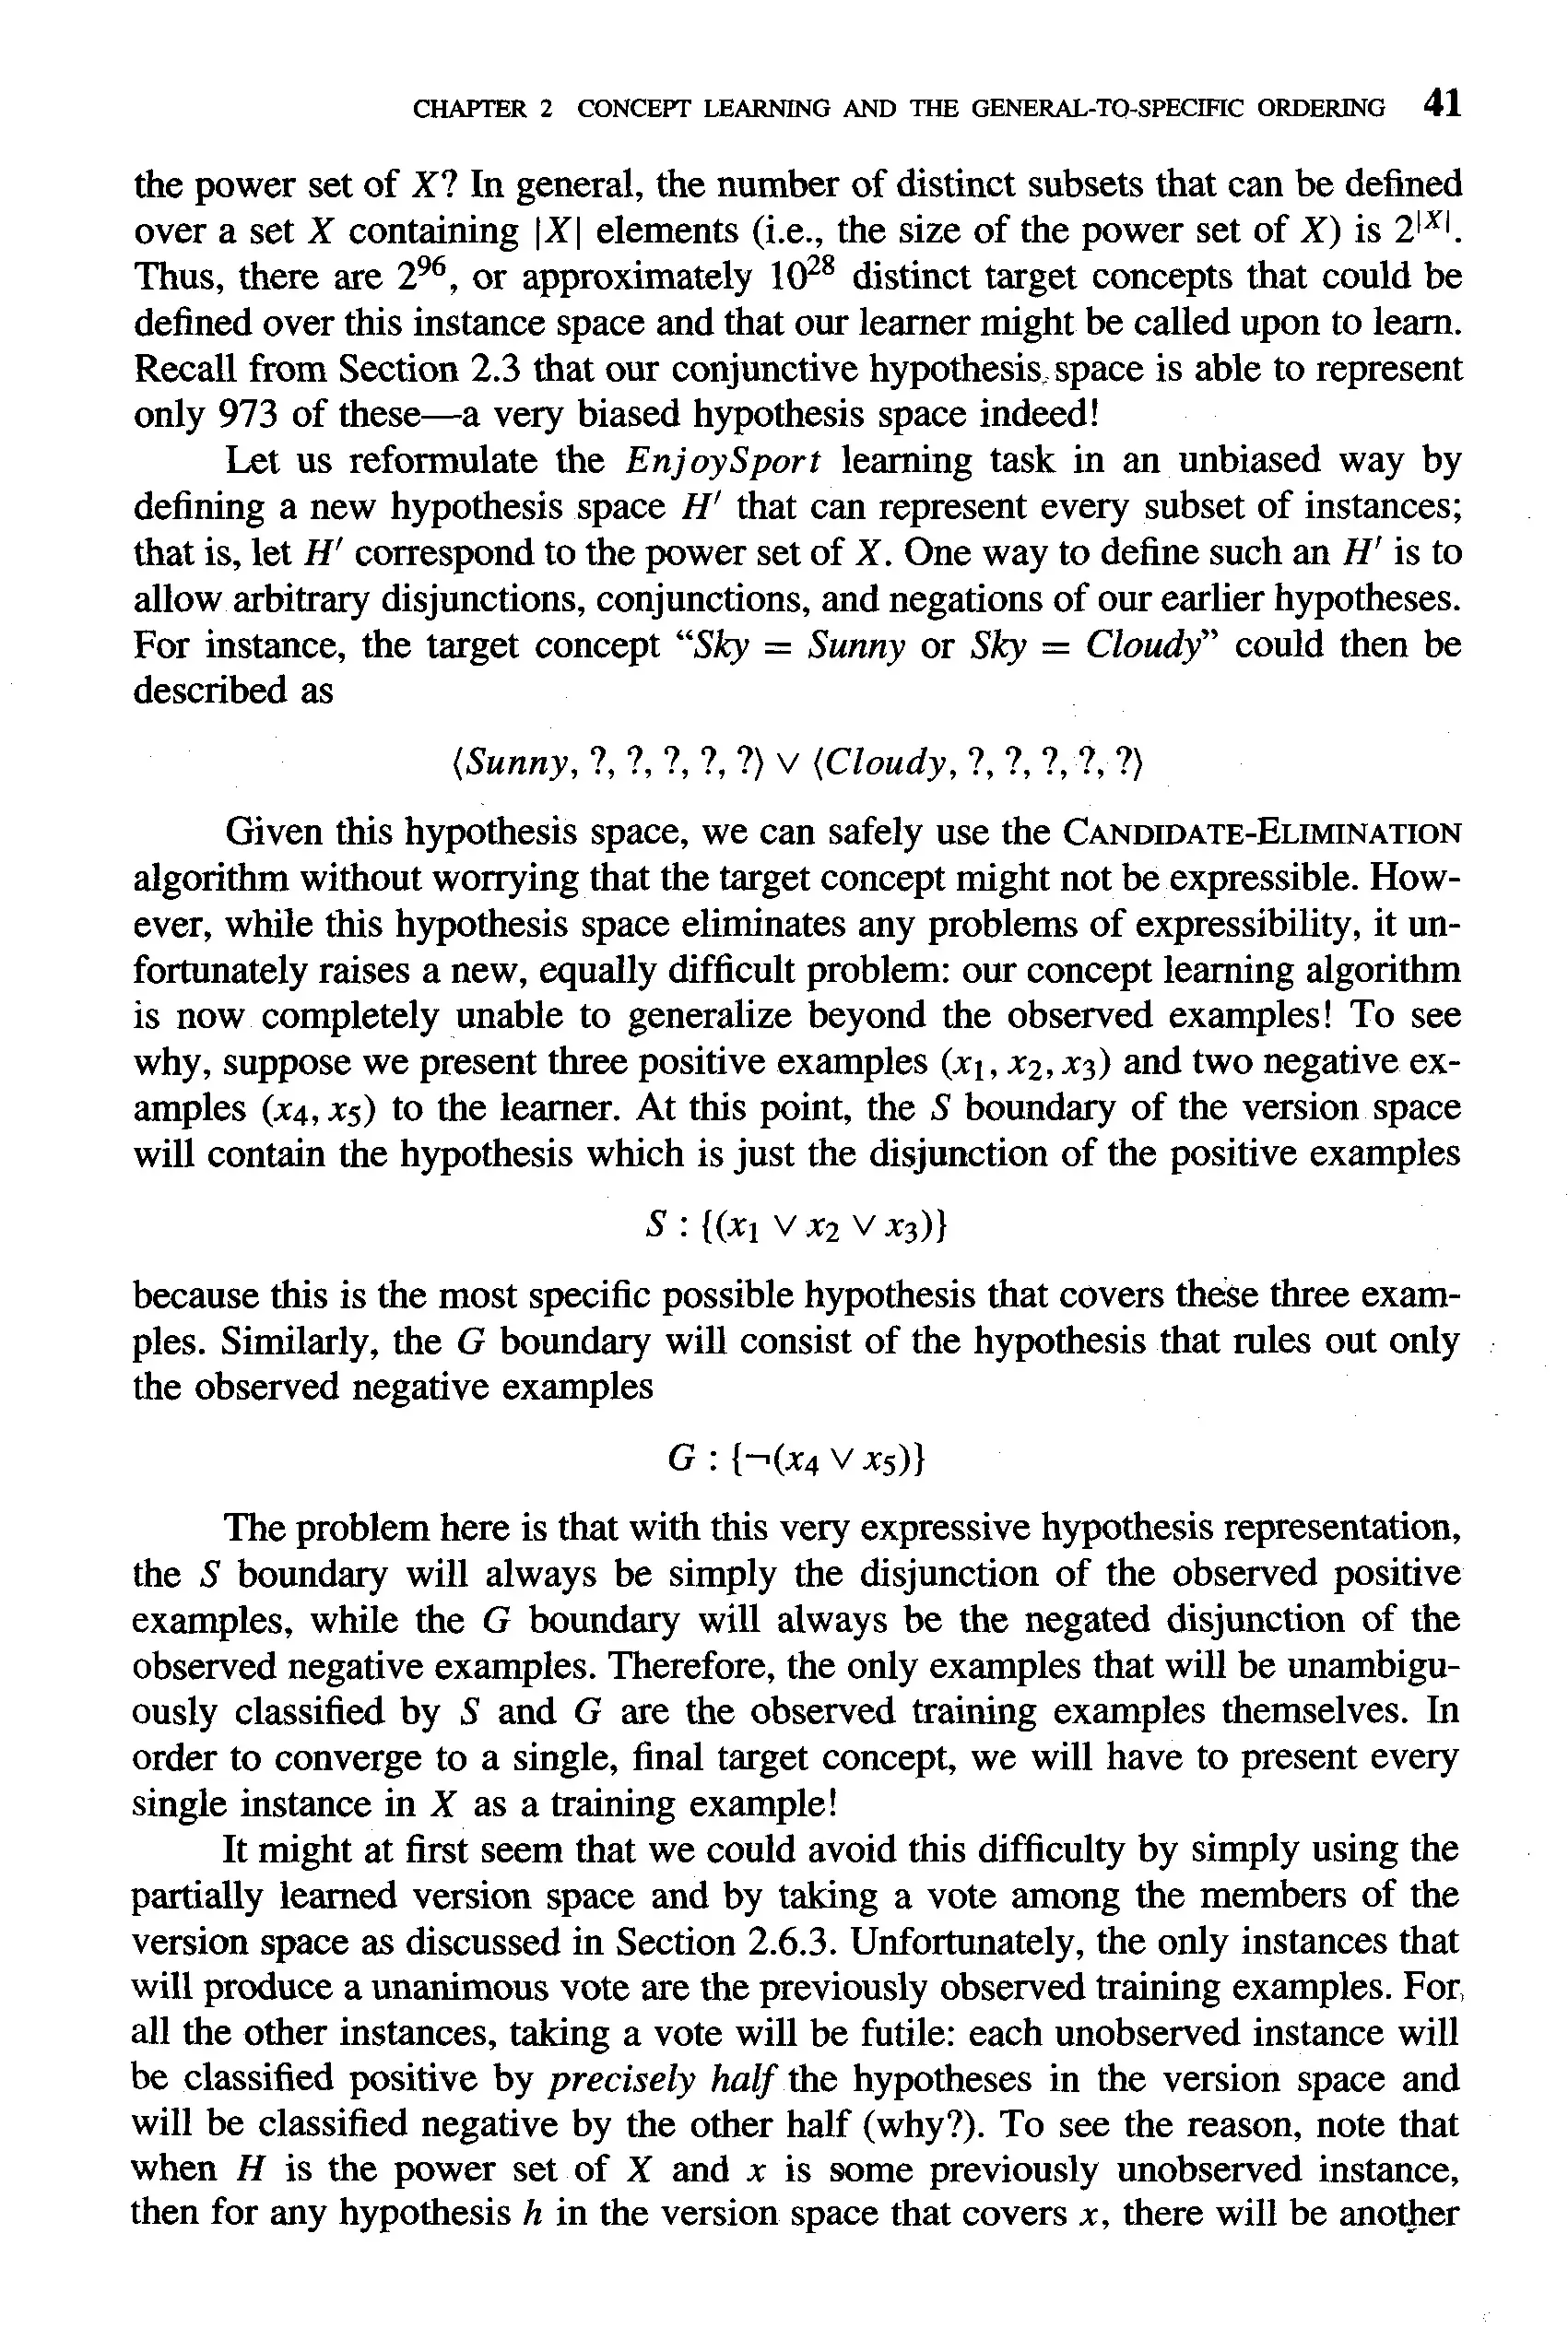 CHAPTER 2 CONCEPT LEARNING AND THE GENERAL-TO-SPECIFIC ORDERING 41
the power set of X? In general, the number of distinct subsets that can be defined
over a set X containing |X| elements (i.e., the size of the power set of X) is 2^|X|.
Thus, there are 2^96, or approximately 10^28 distinct target concepts that could be
defined over this instance space and that our learner might be called upon to learn.
Recall from Section 2.3 that our conjunctive hypothesis space is able to represent
only 973 of these—a very biased hypothesis space indeed!
Let us reformulate the EnjoySport learning task in an unbiased way by
defining a new hypothesis space H′ that can represent every subset of instances;
that is, let H′ correspond to the power set of X. One way to define such an H′ is to
allow arbitrary disjunctions, conjunctions, and negations of our earlier hypotheses.
For instance, the target concept “Sky = Sunny or Sky = Cloudy” could then be
described as
⟨Sunny, ?, ?, ?, ?, ?⟩ ∨ ⟨Cloudy, ?, ?, ?, ?, ?⟩
Given this hypothesis space, we can safely use the CANDIDATE-ELIMINATION
algorithm without worrying that the target concept might not be expressible. How-
ever, while this hypothesis space eliminates any problems of expressibility, it un-
fortunately raises a new, equally difficult problem: our concept learning algorithm
is now completely unable to generalize beyond the observed examples! To see
why, suppose we present three positive examples (x₁, x₂, x₃) and two negative ex-
amples (x₄, x₅) to the learner. At this point, the S boundary of the version space
will contain the hypothesis which is just the disjunction of the positive examples
S : {(x₁ ∨ x₂ ∨ x₃)}
because this is the most specific possible hypothesis that covers these three exam-
ples. Similarly, the G boundary will consist of the hypothesis that rules out only
the observed negative examples
G : {¬(x₄ ∨ x₅)}
The problem here is that with this very expressive hypothesis representation,
the S boundary will always be simply the disjunction of the observed positive
examples, while the G boundary will always be the negated disjunction of the
observed negative examples. Therefore, the only examples that will be unambigu-
ously classified by S and G are the observed training examples themselves. In
order to converge to a single, final target concept, we will have to present every
single instance in X as a training example!
It might at first seem that we could avoid this difficulty by simply using the
partially learned version space and by taking a vote among the members of the
version space as discussed in Section 2.6.3. Unfortunately, the only instances that
will produce a unanimous vote are the previously observed training examples. For
all the other instances, taking a vote will be futile: each unobserved instance will
be classified positive by precisely half the hypotheses in the version space and
will be classified negative by the other half (why?). To see the reason, note that
when H is the power set of X and x is some previously unobserved instance,
then for any hypothesis h in the version space that covers x, there will be another